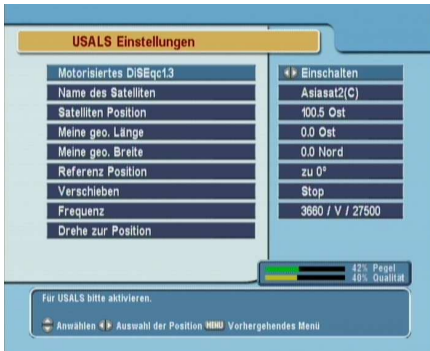 USALS Einstellungen
Motorisiertes DiSEqc1.3 Einschalten
Name des Satelliten Asiasat2(C)
Satelliten Position 100.5 Ost
Meine geo. Länge 0.0 Ost
Meine geo. Breite 0.0 Nord
Referenz Position zu 0°
Verschieben Stop
Frequenz 3660 / V / 27500
Drehe zur Position
42% Pegel
40% Qualität
Für USALS bitte aktivieren.
Anwählen Auswahl der Position MENU Vorhergehendes Menü